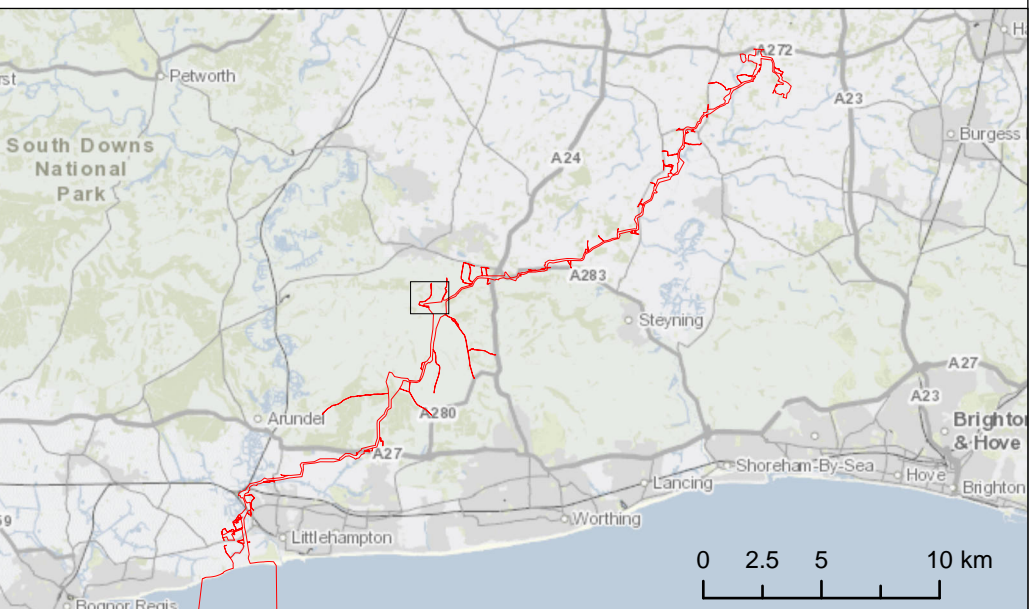 A272
Petworth
A23
Burgess
South Downs
National
Park
A24
A283
Steyning
A27
A23
Arundel
A280
Brighton
& Hove
A27
Shoreham-By-Sea
Hove
Lancing
Brighton
Worthing
Littlehampton
0 2.5 5 10 km
Bognor Regis